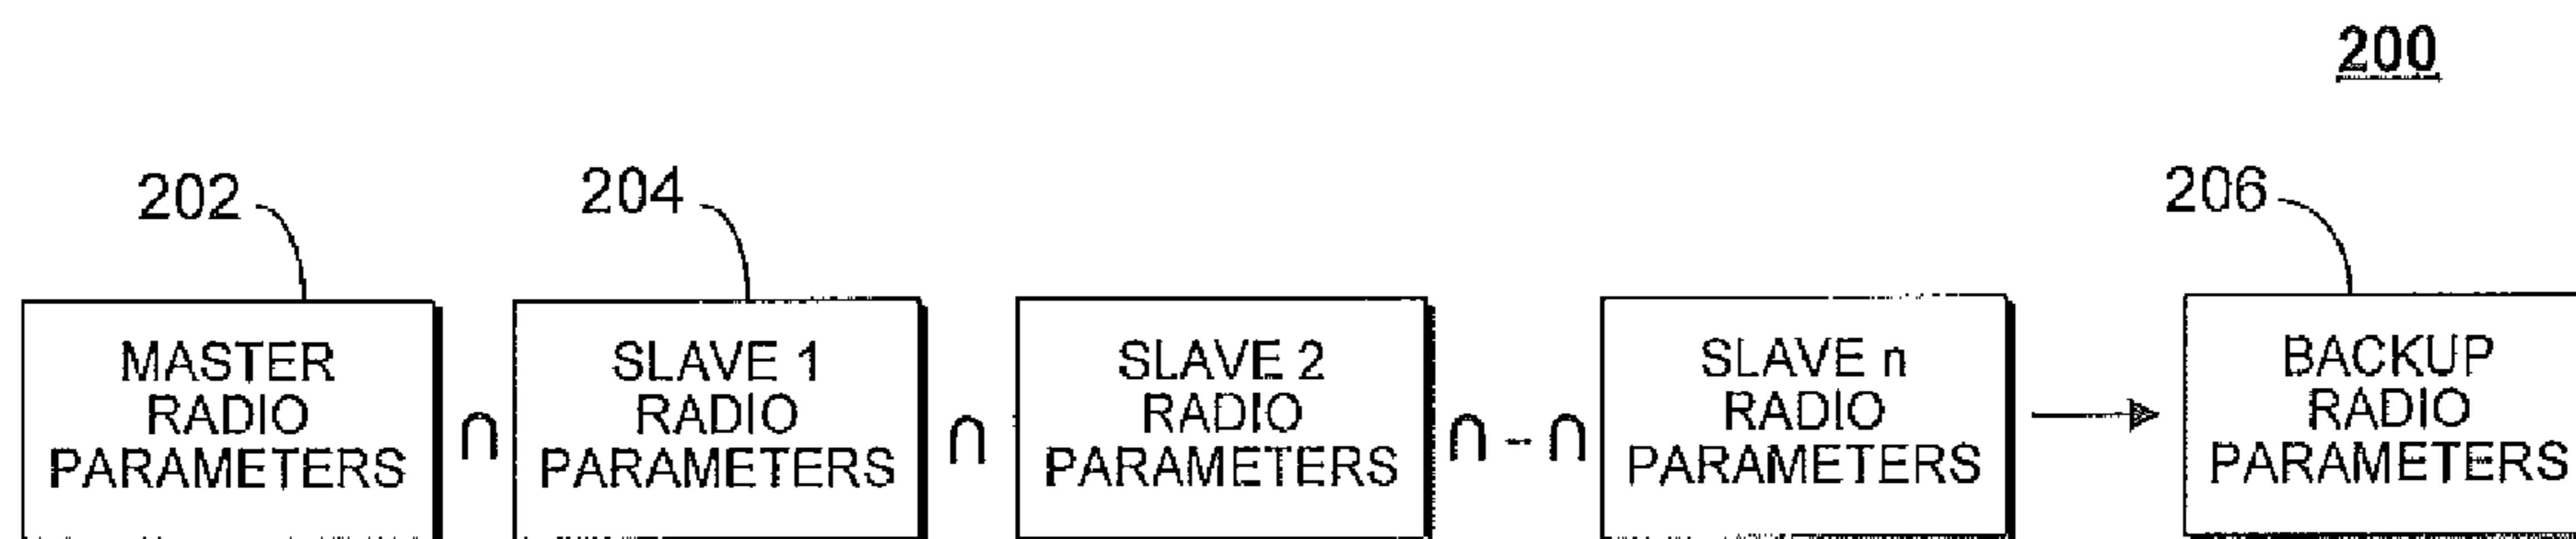 200
202
204
206
MASTER
RADIO
PARAMETERS
∩
SLAVE 1
RADIO
PARAMETERS
∩
SLAVE 2
RADIO
PARAMETERS
∩ - ∩
SLAVE n
RADIO
PARAMETERS
BACKUP
RADIO
PARAMETERS